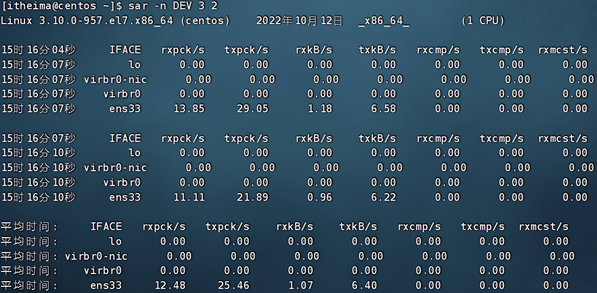 [itheima@centos ~]$ sar -n DEV 3 2
Linux 3.10.0-957.el7.x86_64 (centos) 2022年10月12日 _x86_64_ (1 CPU)
15时16分04秒 IFACE rxpck/s txpck/s rxkB/s txkB/s rxcmp/s txcmp/s rxmcst/s
15时16分07秒 lo 0.00 0.00 0.00 0.00 0.00 0.00 0.00
15时16分07秒 virbr0-nic 0.00 0.00 0.00 0.00 0.00 0.00 0.00
15时16分07秒 virbr0 0.00 0.00 0.00 0.00 0.00 0.00 0.00
15时16分07秒 ens33 13.85 29.05 1.18 6.58 0.00 0.00 0.00
15时16分07秒 IFACE rxpck/s txpck/s rxkB/s txkB/s rxcmp/s txcmp/s rxmcst/s
15时16分10秒 lo 0.00 0.00 0.00 0.00 0.00 0.00 0.00
15时16分10秒 virbr0-nic 0.00 0.00 0.00 0.00 0.00 0.00 0.00
15时16分10秒 virbr0 0.00 0.00 0.00 0.00 0.00 0.00 0.00
15时16分10秒 ens33 11.11 21.89 0.96 6.22 0.00 0.00 0.00
平均时间： IFACE rxpck/s txpck/s rxkB/s txkB/s rxcmp/s txcmp/s rxmcst/s
平均时间： lo 0.00 0.00 0.00 0.00 0.00 0.00 0.00
平均时间： virbr0-nic 0.00 0.00 0.00 0.00 0.00 0.00 0.00
平均时间： virbr0 0.00 0.00 0.00 0.00 0.00 0.00 0.00
平均时间： ens33 12.48 25.46 1.07 6.40 0.00 0.00 0.00